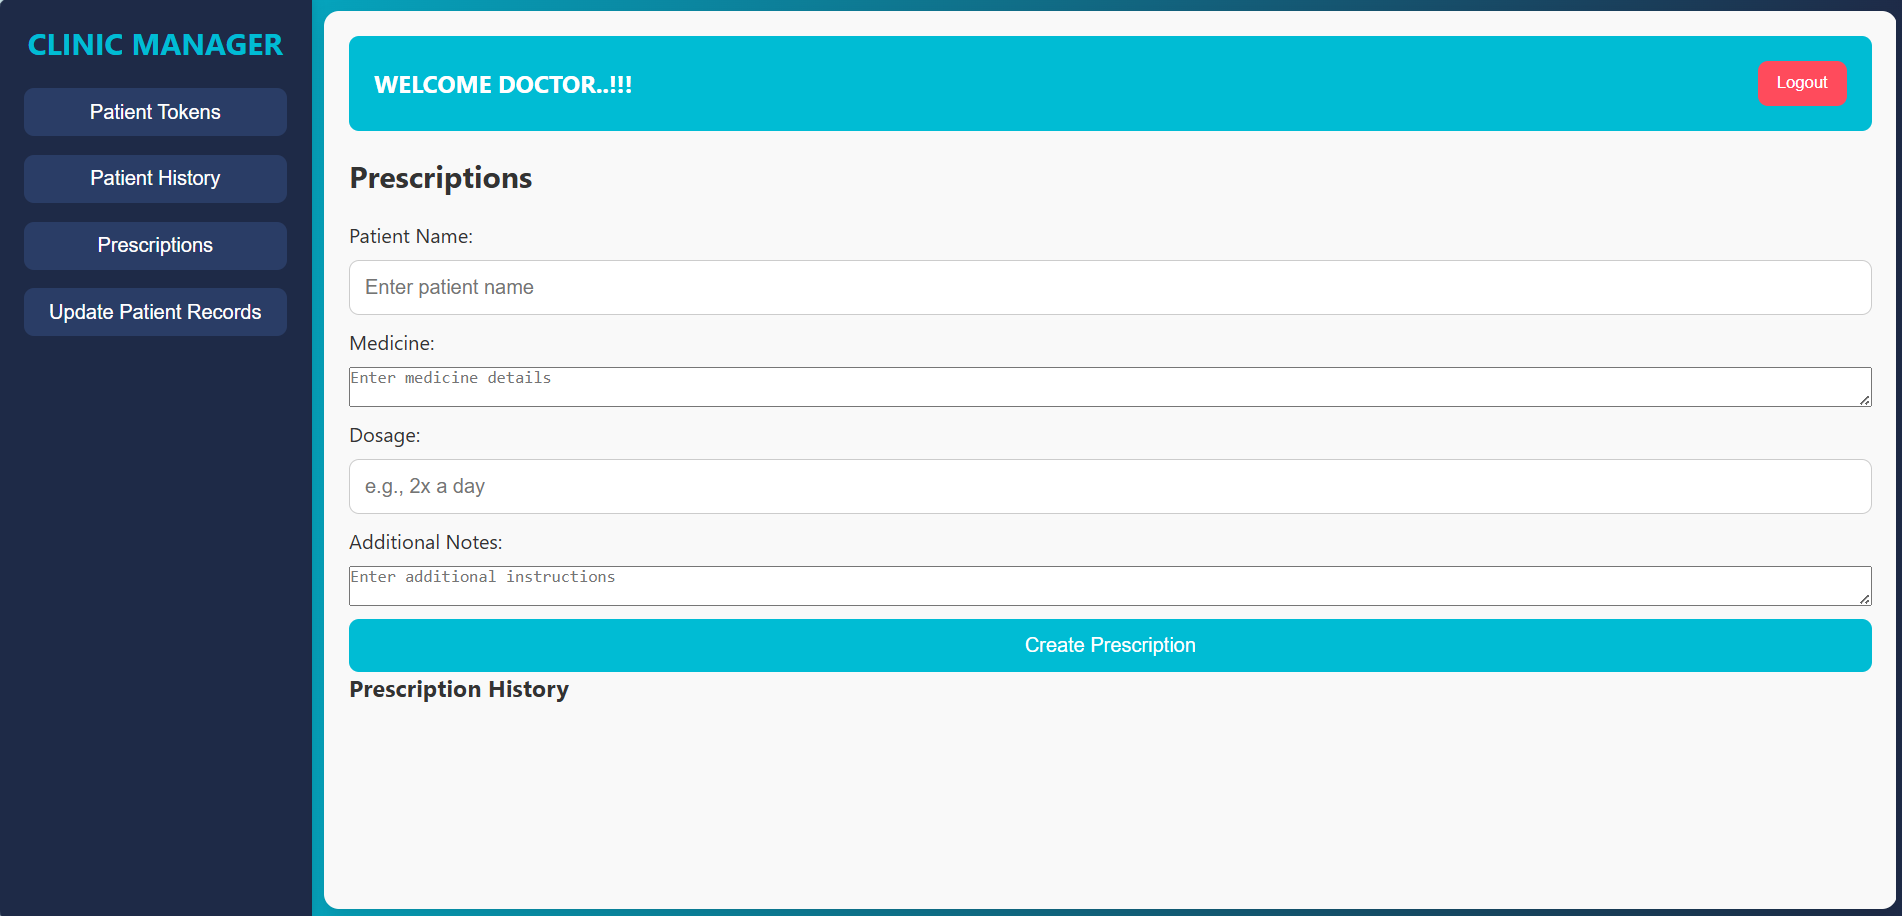 CLINIC MANAGER
Patient Tokens
Patient History
Prescriptions
Update Patient Records
WELCOME DOCTOR..!!!
Logout
Prescriptions
Patient Name:
Enter patient name
Medicine:
Enter medicine details
Dosage:
e.g., 2x a day
Additional Notes:
Enter additional instructions
Create Prescription
Prescription History